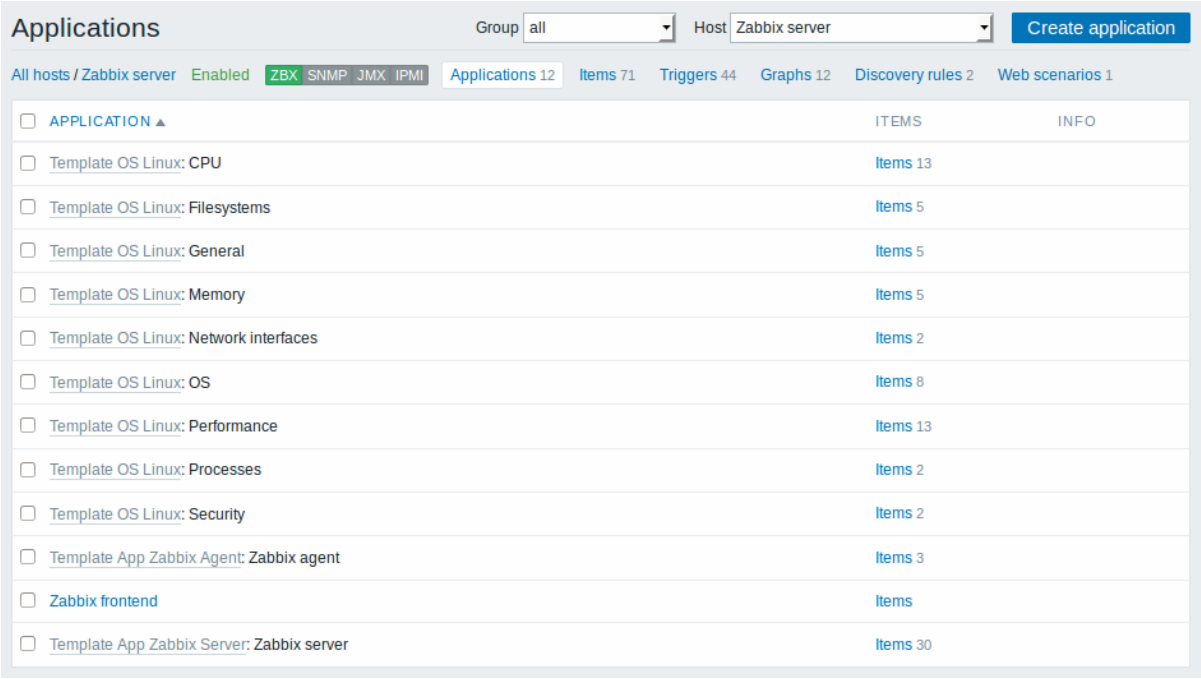 Applications Group all Host Zabbix server Create application
All hosts / Zabbix server Enabled ZBX SNMP JMX IPMI Applications 12 Items 71 Triggers 44 Graphs 12 Discovery rules 2 Web scenarios 1
APPLICATION ▲ ITEMS INFO
Template OS Linux: CPU Items 13
Template OS Linux: Filesystems Items 5
Template OS Linux: General Items 5
Template OS Linux: Memory Items 5
Template OS Linux: Network interfaces Items 2
Template OS Linux: OS Items 8
Template OS Linux: Performance Items 13
Template OS Linux: Processes Items 2
Template OS Linux: Security Items 2
Template App Zabbix Agent: Zabbix agent Items 3
Zabbix frontend Items
Template App Zabbix Server: Zabbix server Items 30